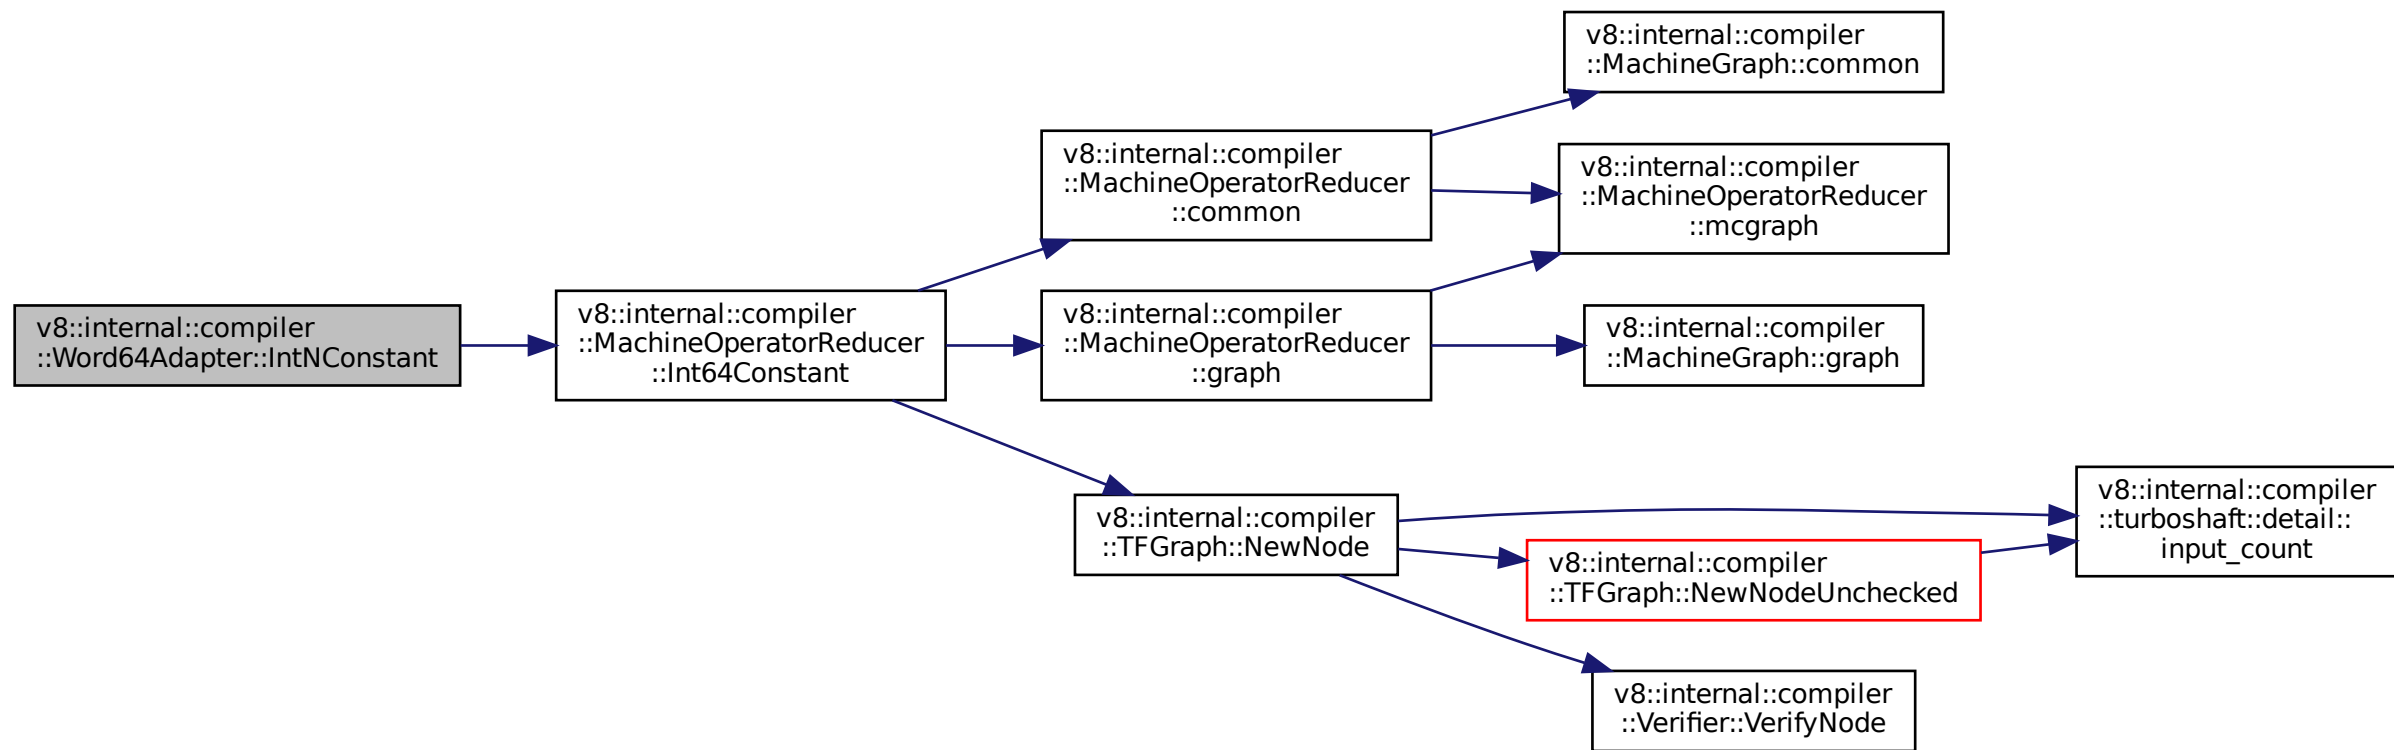 v8::internal::compiler
::Word64Adapter::IntNConstant
v8::internal::compiler
::MachineOperatorReducer
::Int64Constant
v8::internal::compiler
::MachineOperatorReducer
::common
v8::internal::compiler
::MachineGraph::common
v8::internal::compiler
::MachineOperatorReducer
::mcgraph
v8::internal::compiler
::MachineOperatorReducer
::graph
v8::internal::compiler
::MachineGraph::graph
v8::internal::compiler
::TFGraph::NewNode
v8::internal::compiler
::turboshaft::detail::
input_count
v8::internal::compiler
::TFGraph::NewNodeUnchecked
v8::internal::compiler
::Verifier::VerifyNode